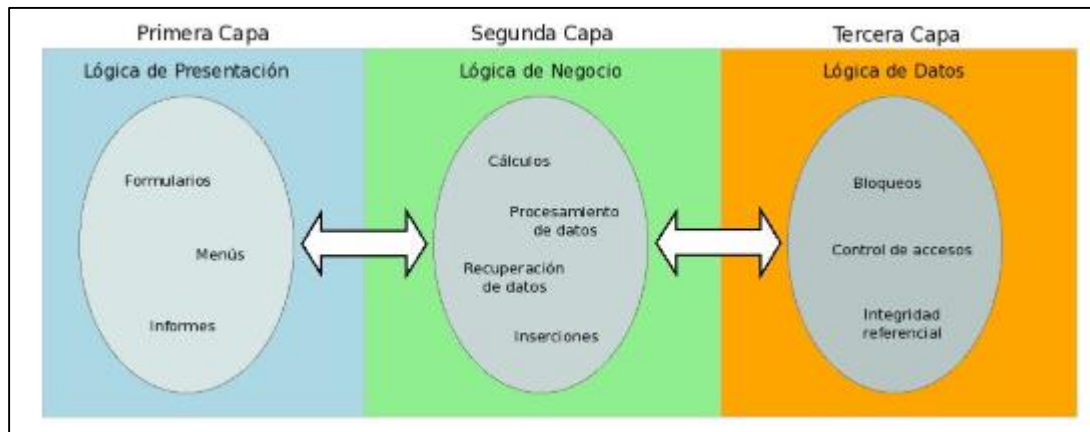 Primera Capa
Segunda Capa
Tercera Capa
Lógica de Presentación
Lógica de Negocio
Lógica de Datos
Formularios
Menús
Informes
Cálculos
Procesamiento
de datos
Recuperación
de datos
Inserciones
Bloqueos
Control de accesos
Integridad
referencial